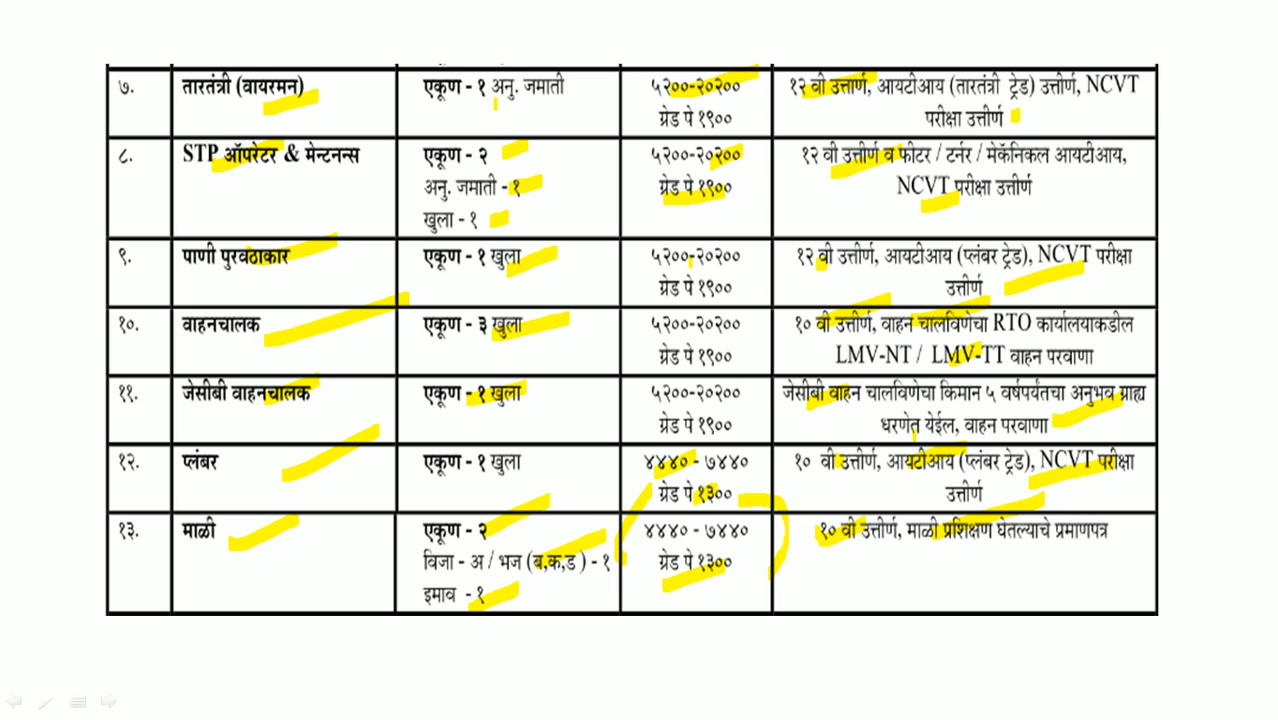 ७. तारतंत्री (वायरमन) एकूण - १ अनु. जमाती ५२००-२०२०० १२ वी उत्तार्ण, आयटीआय (तारतंत्री ट्रेड) उत्तीर्ण, NCVT
ग्रेड पे १९०० परीक्षा उत्तीर्ण
८. STP ऑपरेटर & मेन्टनन्स एकूण - २ ५२००-२०२०० १२ वी उत्तीर्ण व फीटर / टर्नर / मेकॅनिकल आयटीआय,
अनु. जमाती - १ ग्रेड पे १९०० NCVT परीक्षा उत्तीर्ण
खुला - १
९. पाणी पुरवठाकार एकूण - १ खुला ५२००-२०२०० १२ वी उत्तीर्ण, आयटीआय (प्लंबर ट्रेड), NCVT परीक्षा
ग्रेड पे १९०० उत्तीर्ण
१०. वाहनचालक एकूण - ३ खुला ५२००-२०२०० १० वी उत्तीर्ण, वाहन चालविणेचा RTO कार्यालयाकडील
ग्रेड पे १९०० LMV-NT / LMV-TT वाहन परवाणा
११. जेसीबी वाहनचालक एकूण - १ खुला ५२००-२०२०० जेसीबी वाहन चालविणेचा किमान ५ वर्षपर्यंतचा अनुभव ग्राह्य
ग्रेड पे १९०० धरणेत येईल, वाहन परवाणा
१२. प्लंबर एकूण - १ खुला ४४४० - ७४४० १० वी उत्तीर्ण, आयटीआय (प्लंबर ट्रेड), NCVT परीक्षा
ग्रेड पे १३०० उत्तीर्ण
१३. माळी एकूण - २ ४४४० - ७४४० १० वी उत्तीर्ण, माळी प्रशिक्षण घेतल्याचे प्रमाणपत्र
विजा - अ / भज (ब,क,ड ) - १ ग्रेड पे १३००
इमाव - १